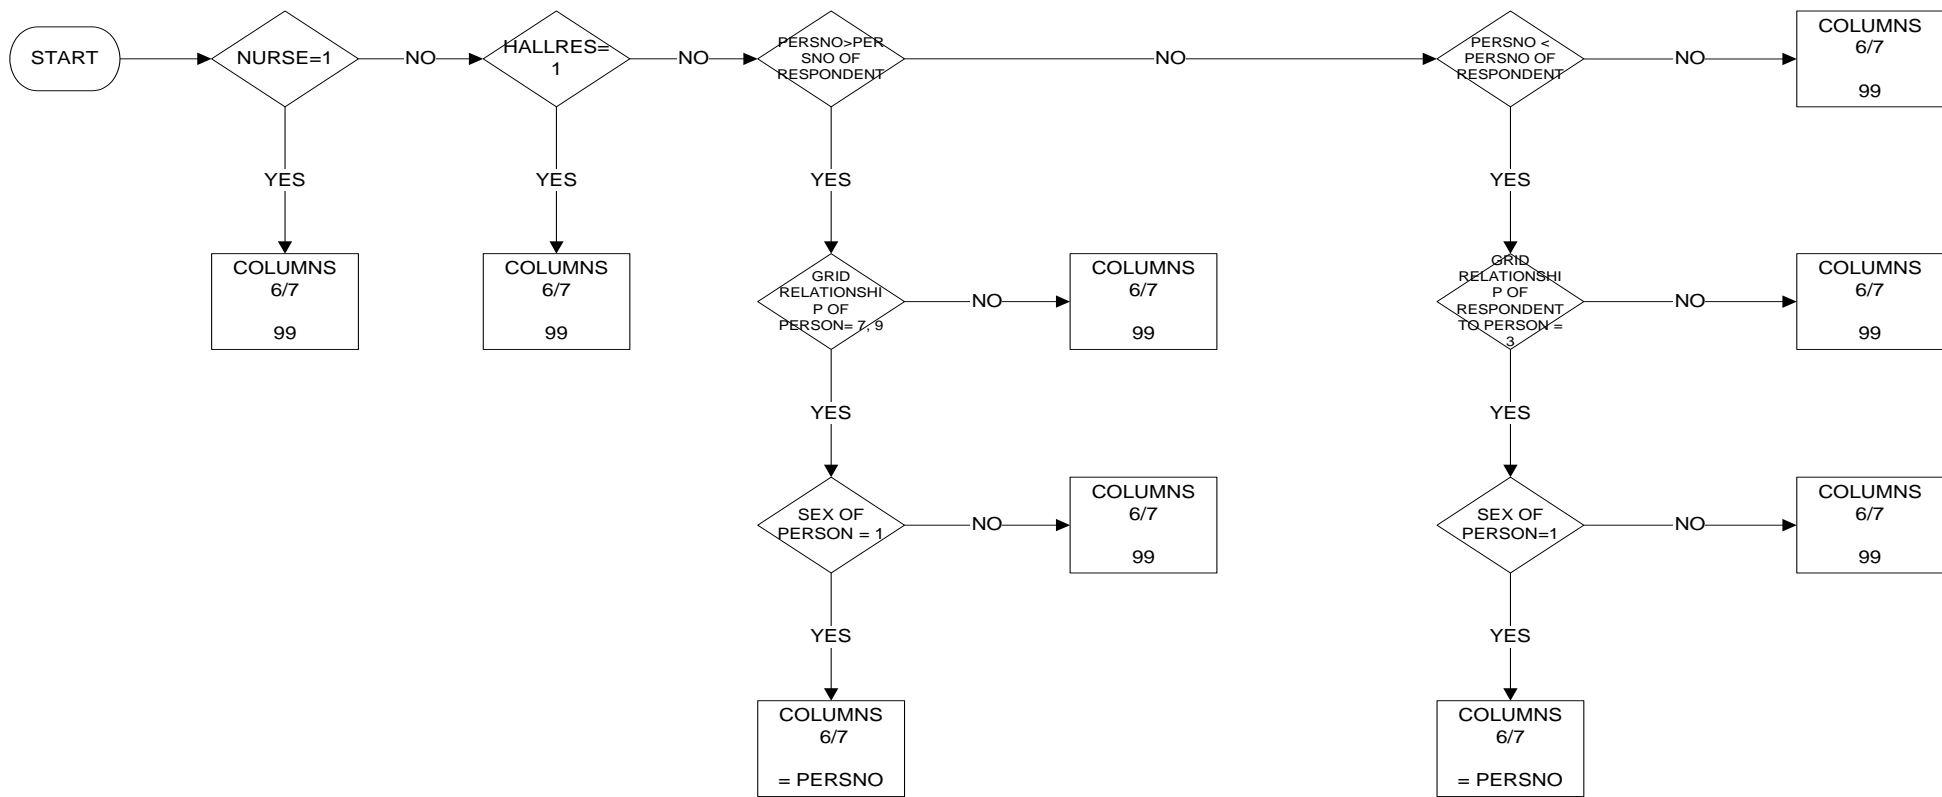 START
NURSE=1
NO
HALLRES=
1
NO
PERSNO>PER
SNO OF
RESPONDENT
NO
PERSNO <
PERSNO OF
RESPONDENT
NO
COLUMNS
6/7
99
YES
YES
YES
YES
COLUMNS
6/7
99
COLUMNS
6/7
99
GRID
RELATIONSHI
P OF
PERSON= 7, 9
NO
COLUMNS
6/7
99
GRID
RELATIONSHI
P OF
RESPONDENT
TO PERSON =
3
NO
COLUMNS
6/7
99
YES
YES
SEX OF
PERSON = 1
NO
COLUMNS
6/7
99
SEX OF
PERSON=1
NO
COLUMNS
6/7
99
YES
YES
COLUMNS
6/7
= PERSNO
COLUMNS
6/7
= PERSNO